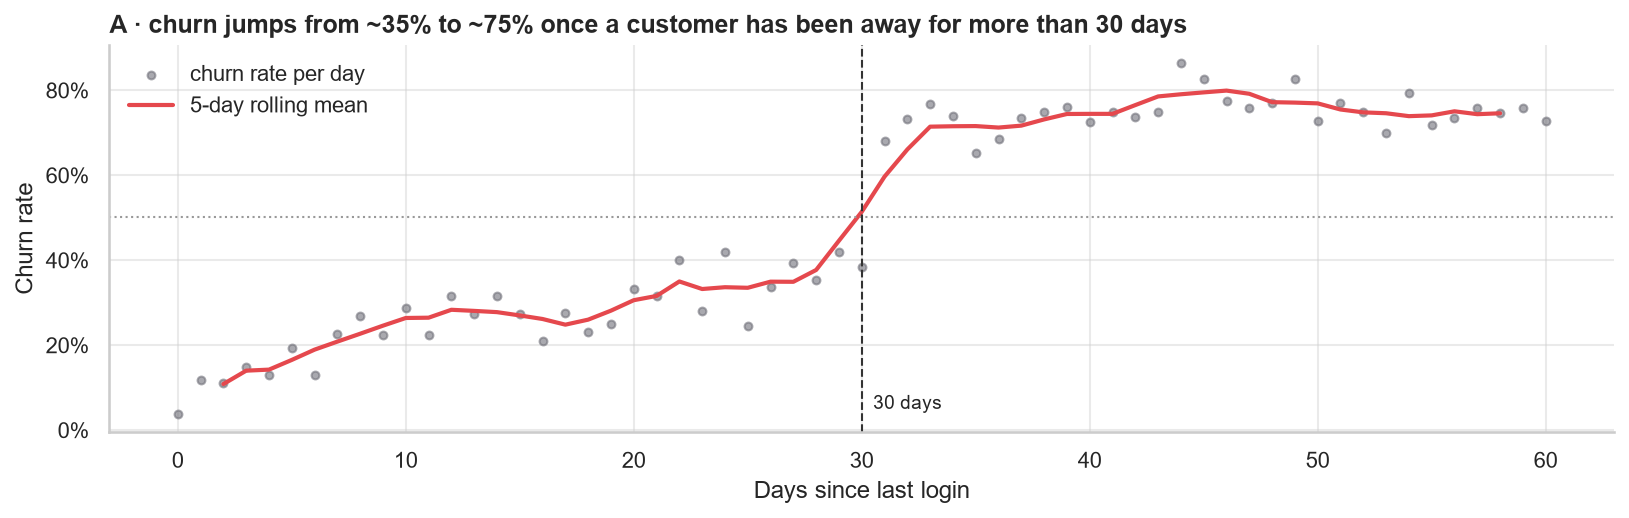 A · churn jumps from ~35% to ~75% once a customer has been away for more than 30 days
churn rate per day
5-day rolling mean
80%
60%
40%
20%
0%
Churn rate
30 days
0 10 20 30 40 50 60
Days since last login